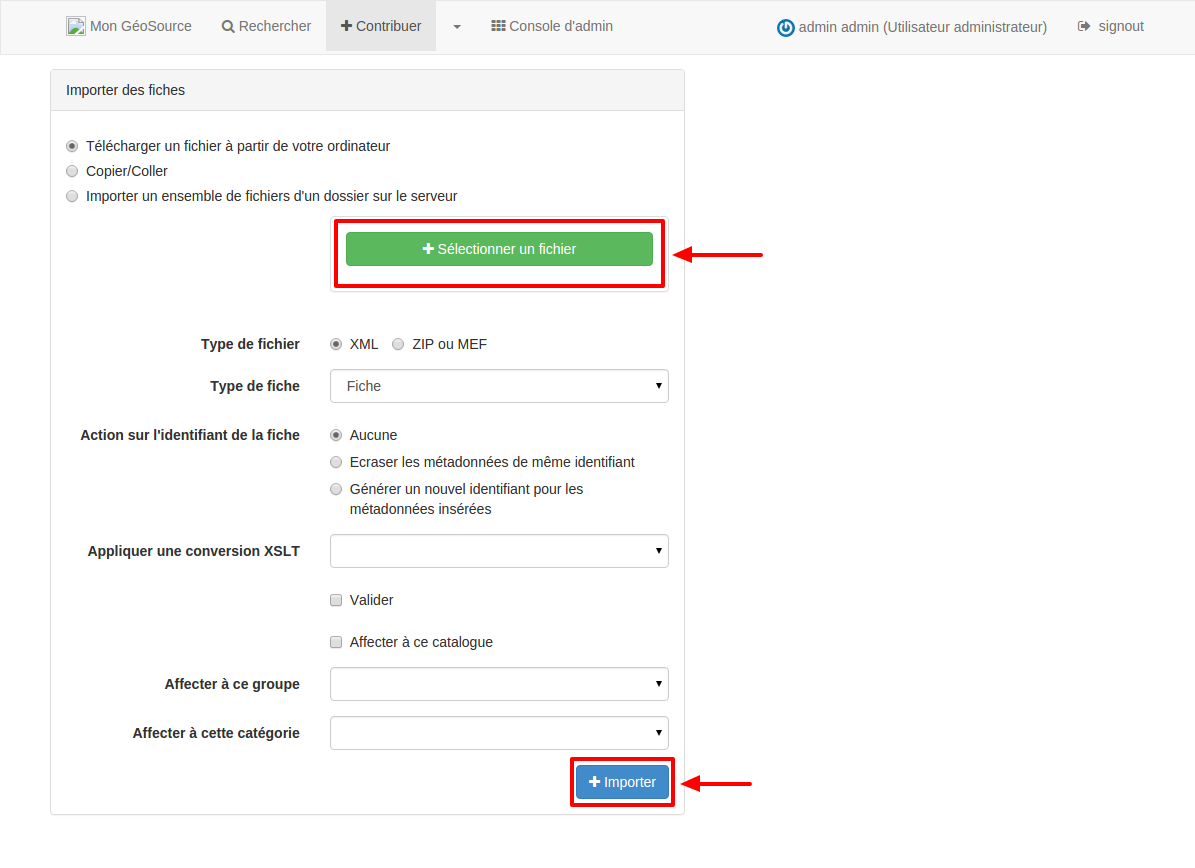 Mon GéoSource Rechercher Contribuer Console d'admin admin admin (Utilisateur administrateur) signout
Importer des fiches
Télécharger un fichier à partir de votre ordinateur
Copier/Coller
Importer un ensemble de fichiers d'un dossier sur le serveur
Sélectionner un fichier
Type de fichier XML ZIP ou MEF
Type de fiche Fiche
Action sur l'identifiant de la fiche Aucune
Ecraser les métadonnées de même identifiant
Générer un nouvel identifiant pour les
métadonnées insérées
Appliquer une conversion XSLT
Valider
Affecter à ce catalogue
Affecter à ce groupe
Affecter à cette catégorie
Importer